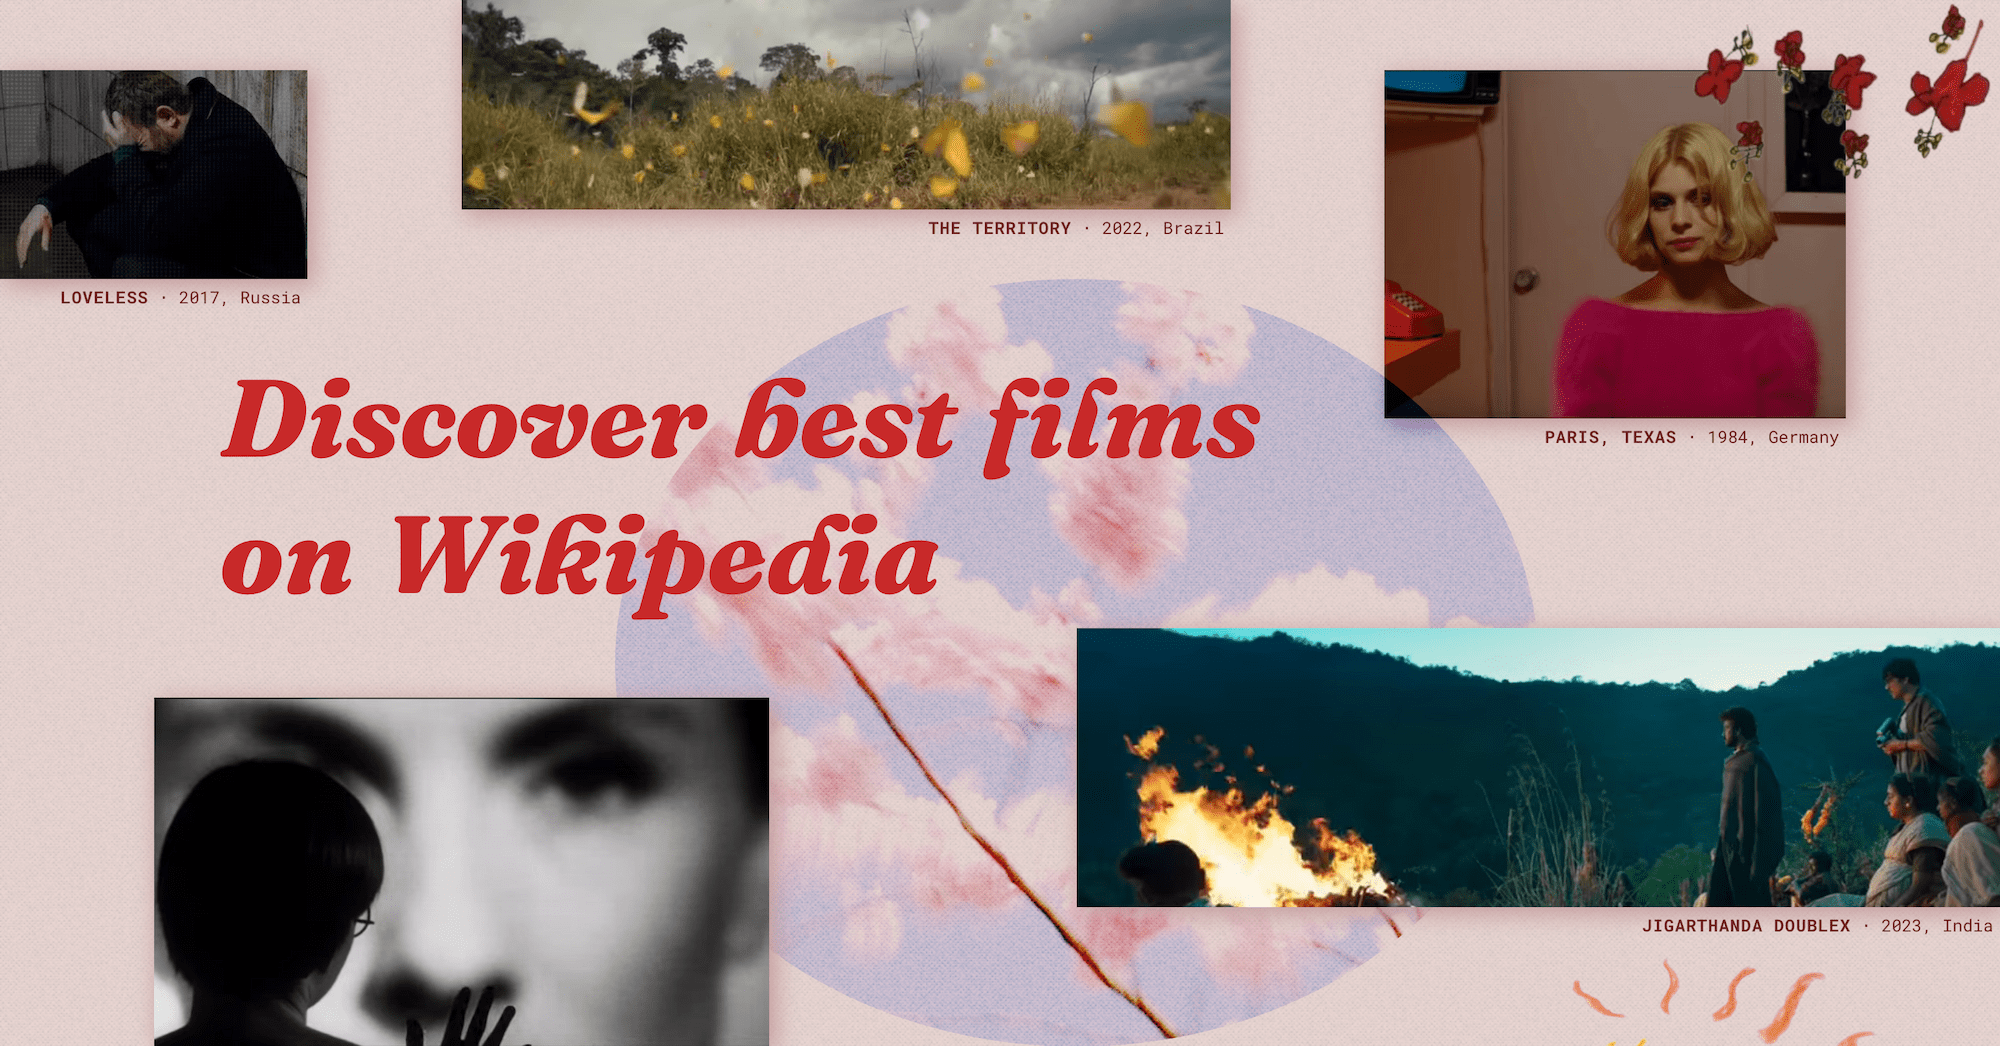 THE TERRITORY · 2022, Brazil
LOVELESS · 2017, Russia
Discover best films
on Wikipedia
PARIS, TEXAS · 1984, Germany
JIGARTHANDA DOUBLEX · 2023, India